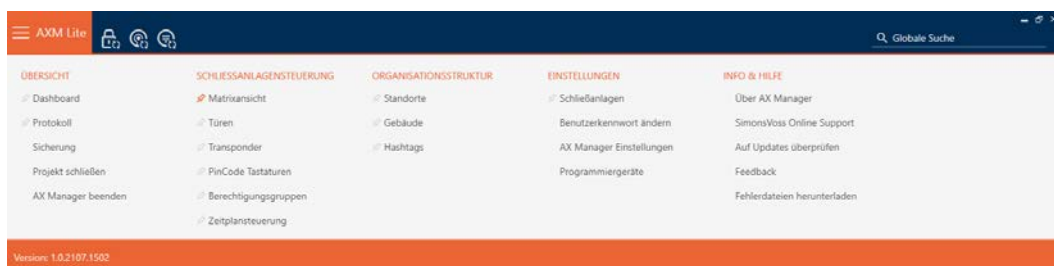 AXM Lite
Globale Suche
ÜBERSICHT
Dashboard
Protokoll
Sicherung
Projekt schließen
AX Manager beenden
SCHLIESSANLAGENSTEUERUNG
Matrixansicht
Türen
Transponder
PinCode Tastaturen
Berechtigungsgruppen
Zeitplansteuerung
ORGANISATIONSSTRUKTUR
Standorte
Gebäude
Hashtags
EINSTELLUNGEN
Schließanlagen
Benutzerkennwort ändern
AX Manager Einstellungen
Programmiergeräte
INFO & HILFE
Über AX Manager
SimonsVoss Online Support
Auf Updates überprüfen
Feedback
Fehlerdateien herunterladen
Version: 1.0.2107.1502